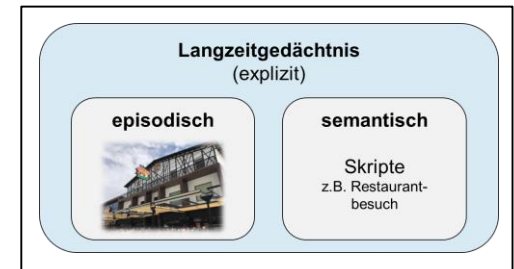 Langzeitgedächtnis
(explizit)
episodisch
semantisch
Skripte
z.B. Restaurant-
besuch